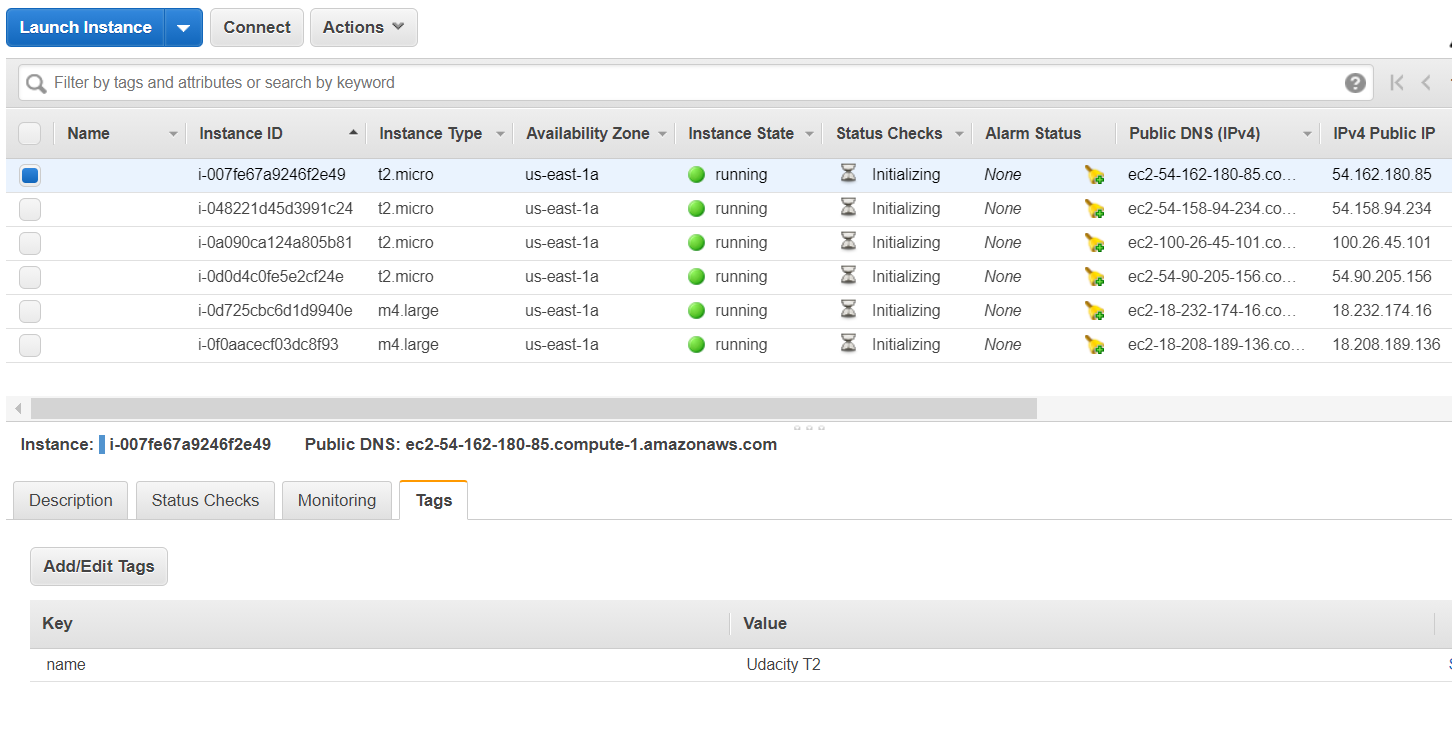 Launch Instance Connect Actions
Filter by tags and attributes or search by keyword
Name Instance ID Instance Type Availability Zone Instance State Status Checks Alarm Status Public DNS (IPv4) IPv4 Public IP
i-007fe67a9246f2e49 t2.micro us-east-1a running Initializing None ec2-54-162-180-85.co... 54.162.180.85
i-048221d45d3991c24 t2.micro us-east-1a running Initializing None ec2-54-158-94-234.co... 54.158.94.234
i-0a090ca124a805b81 t2.micro us-east-1a running Initializing None ec2-100-26-45-101.co... 100.26.45.101
i-0d0d4c0fe5e2cf24e t2.micro us-east-1a running Initializing None ec2-54-90-205-156.co... 54.90.205.156
i-0d725cbc6d1d9940e m4.large us-east-1a running Initializing None ec2-18-232-174-16.co... 18.232.174.16
i-0f0aacecf03dc8f93 m4.large us-east-1a running Initializing None ec2-18-208-189-136.co... 18.208.189.136
Instance: i-007fe67a9246f2e49 Public DNS: ec2-54-162-180-85.compute-1.amazonaws.com
Description Status Checks Monitoring Tags
Add/Edit Tags
Key Value
name Udacity T2